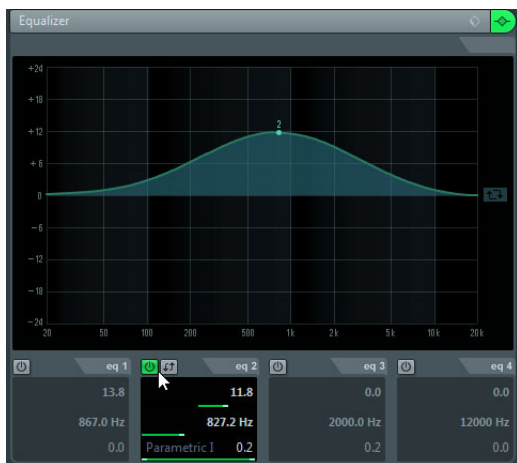 Equalizer
+24
+18
+12
2
+6
0
-6
-12
-18
-24
20 50 100 200 500 1k 2k 5k 10k 20k
eq 1 eq 2 eq 3 eq 4
13.8 11.8 0.0 0.0
867.0 Hz 827.2 Hz 2000.0 Hz 12000 Hz
0.0 Parametric I 0.2 0.2 0.0